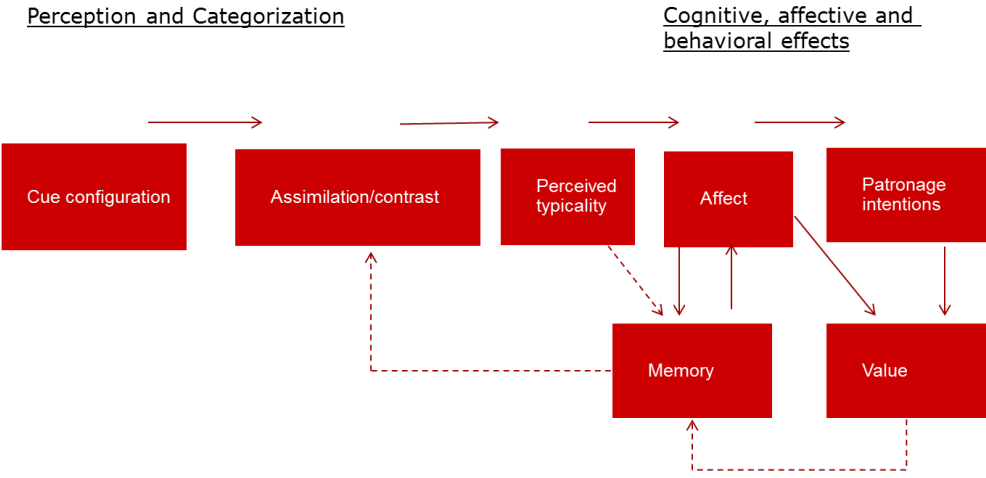 Perception and Categorization
Cognitive, affective and
behavioral effects
Cue configuration
Assimilation/contrast
Perceived
typicality
Affect
Patronage
intentions
Memory
Value